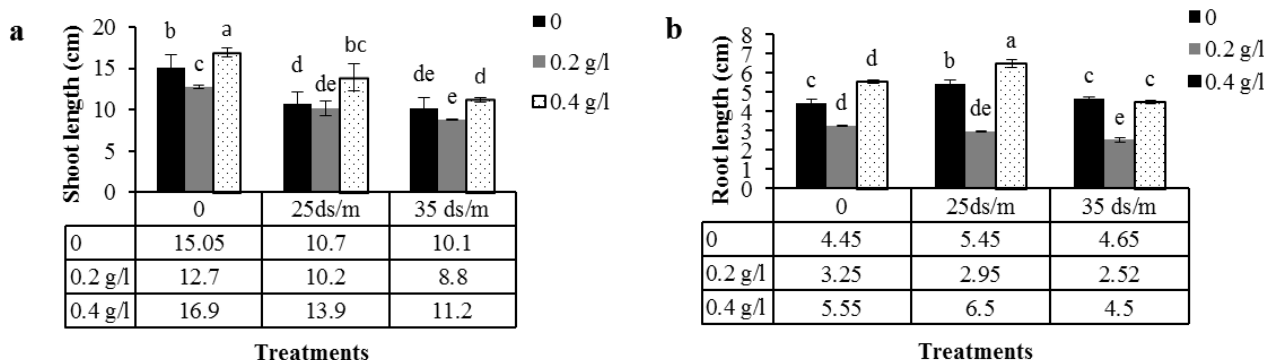 a
Shoot length (cm)
20
15
10
5
0
b c a
d de bc
de e d
0
0.2 g/l
0.4 g/l
0 25ds/m 35 ds/m
0 15.05 10.7 10.1
0.2 g/l 12.7 10.2 8.8
0.4 g/l 16.9 13.9 11.2
Treatments
b
Root length (cm)
8
7
6
5
4
3
2
1
0
c d d
b de a
c e c
0
0.2 g/l
0.4 g/l
0 25ds/m 35 ds/m
0 4.45 5.45 4.65
0.2 g/l 3.25 2.95 2.52
0.4 g/l 5.55 6.5 4.5
Treatments